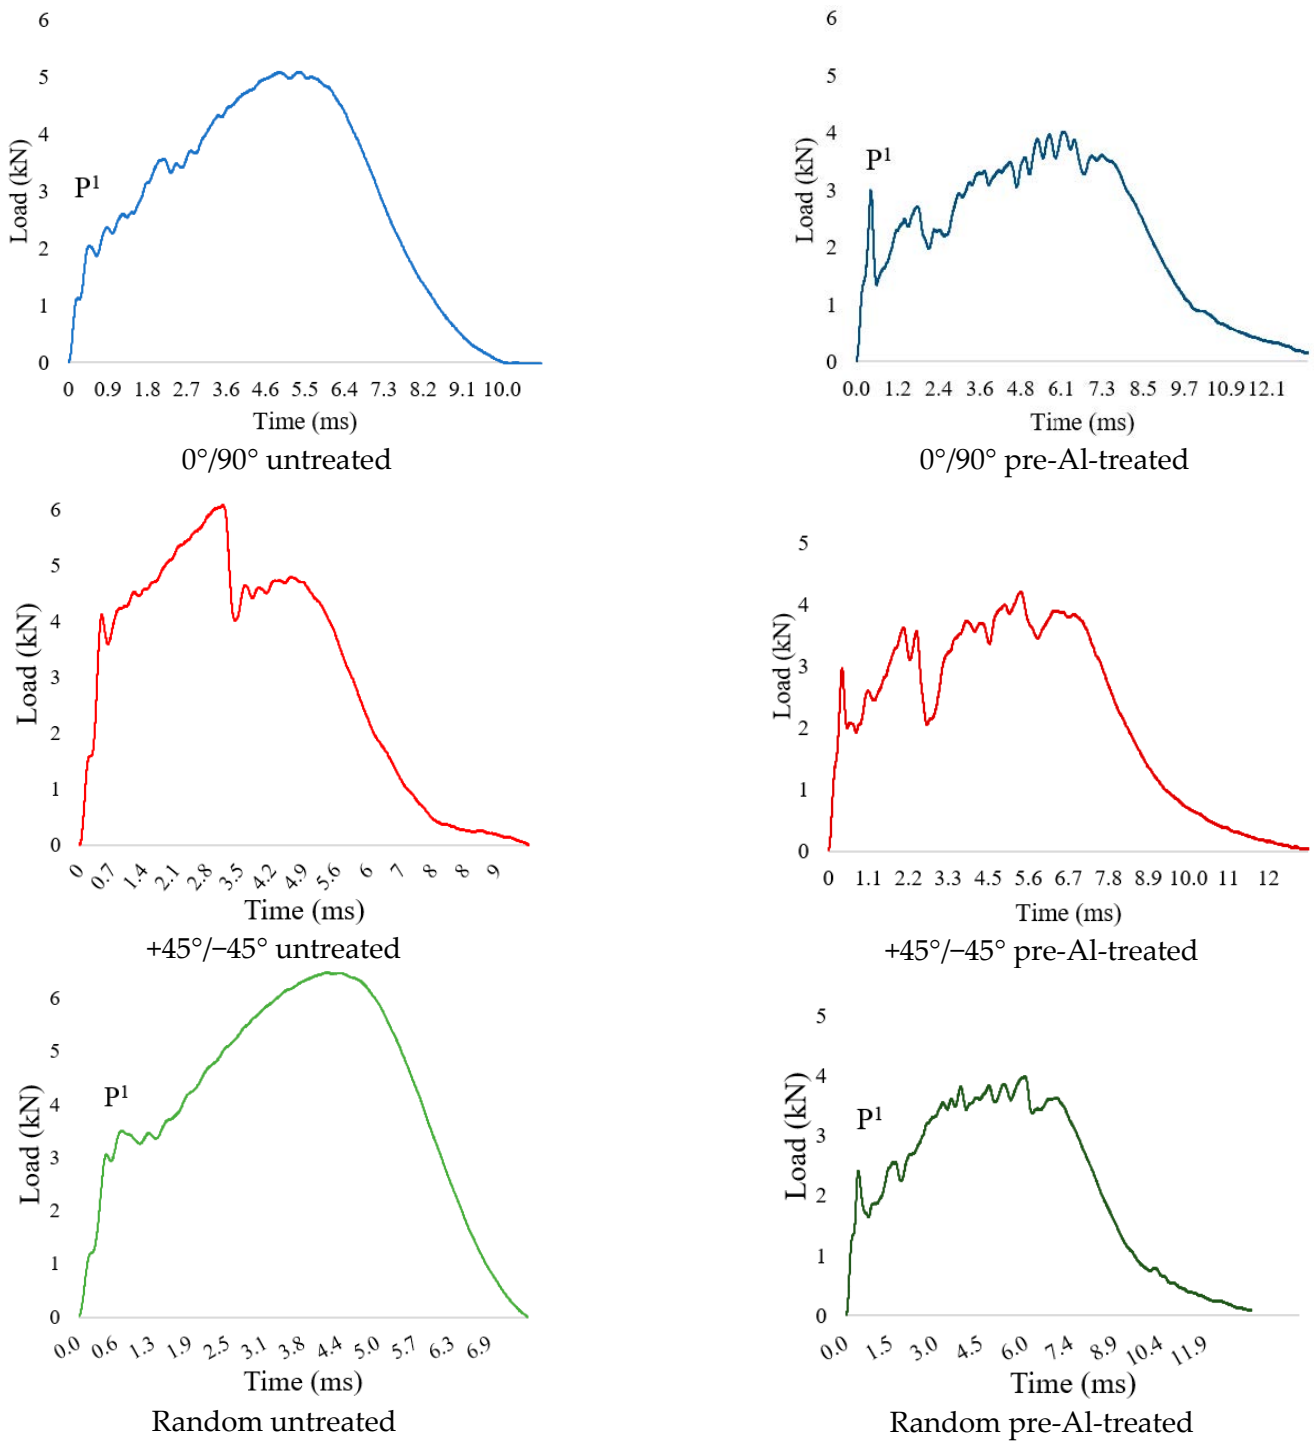 6
5
4
3
2
1
0
Load (kN)
P¹
0 0.9 1.8 2.7 3.6 4.6 5.5 6.4 7.3 8.2 9.1 10.0
Time (ms)
0°/90° untreated
6
5
4
3
2
1
0
Load (kN)
P¹
0.0 1.2 2.4 3.6 4.8 6.1 7.3 8.5 9.7 10.9 12.1
Time (ms)
0°/90° pre-Al-treated
6
5
4
3
2
1
0
Load (kN)
0 0.7 1.4 2.1 2.8 3.5 4.2 4.9 5.6 6 7 8 8 9
Time (ms)
+45°/−45° untreated
5
4
3
2
1
0
Load (kN)
0 1.1 2.2 3.3 4.5 5.6 6.7 7.8 8.9 10.0 11 12
Time (ms)
+45°/−45° pre-Al-treated
6
5
4
3
2
1
0
Load (kN)
P¹
0.0 0.6 1.3 1.9 2.5 3.1 3.8 4.4 5.0 5.7 6.3 6.9
Time (ms)
Random untreated
5
4
3
2
1
0
Load (kN)
P¹
0.0 1.5 3.0 4.5 6.0 7.4 8.9 10.4 11.9
Time (ms)
Random pre-Al-treated